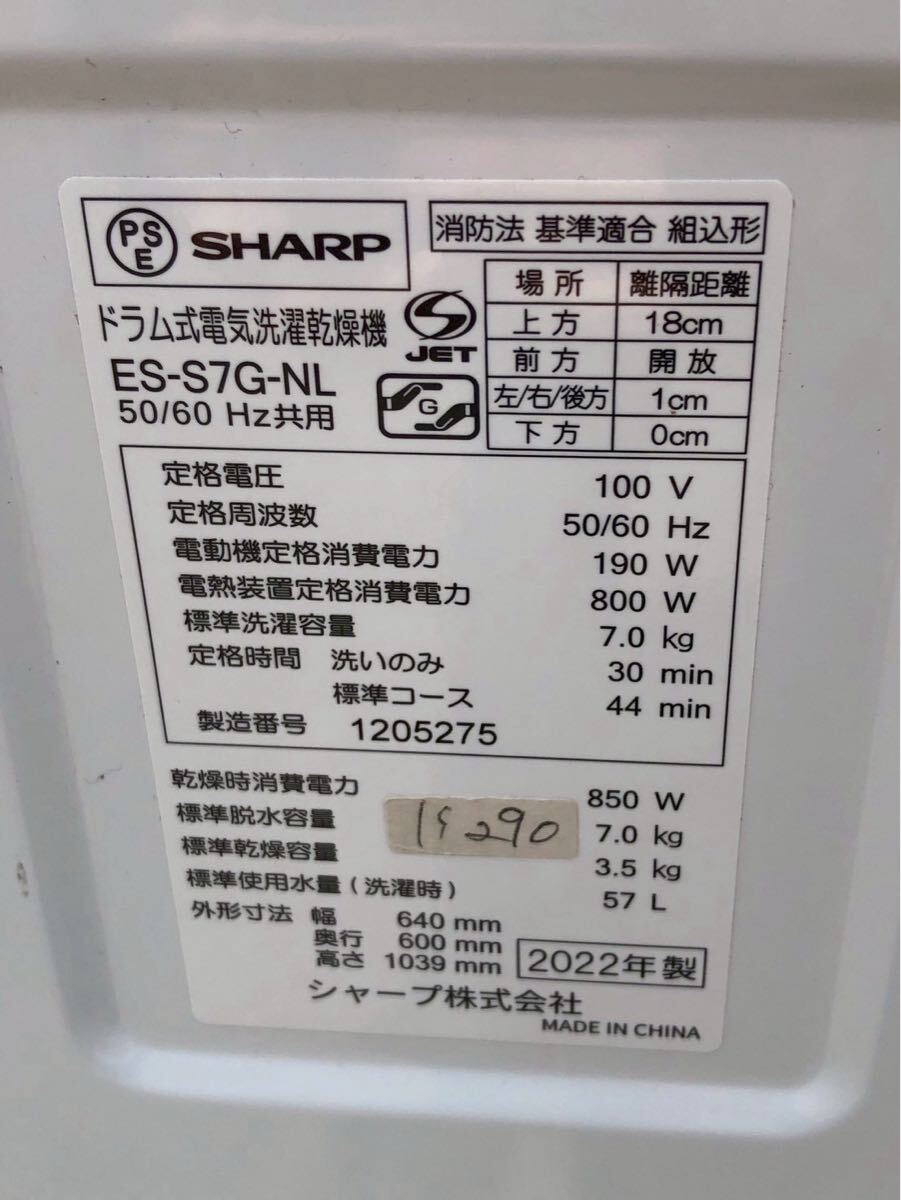 PSE SHARP
ドラム式電気洗濯乾燥機
ES-S7G-NL
50/60 Hz共用
S JET
G
消防法 基準適合 組込形
場所 離隔距離
上方 18cm
前方 開放
左/右/後方 1cm
下方 0cm
定格電圧 100 V
定格周波数 50/60 Hz
電動機定格消費電力 190 W
電熱装置定格消費電力 800 W
標準洗濯容量 7.0 kg
定格時間 洗いのみ 30 min
標準コース 44 min
製造番号 1205275
乾燥時消費電力 850 W
標準脱水容量 7.0 kg
標準乾燥容量 3.5 kg
標準使用水量(洗濯時) 57 L
外形寸法 幅 640 mm
奥行 600 mm
高さ 1039 mm
2022年製
シャープ株式会社
MADE IN CHINA